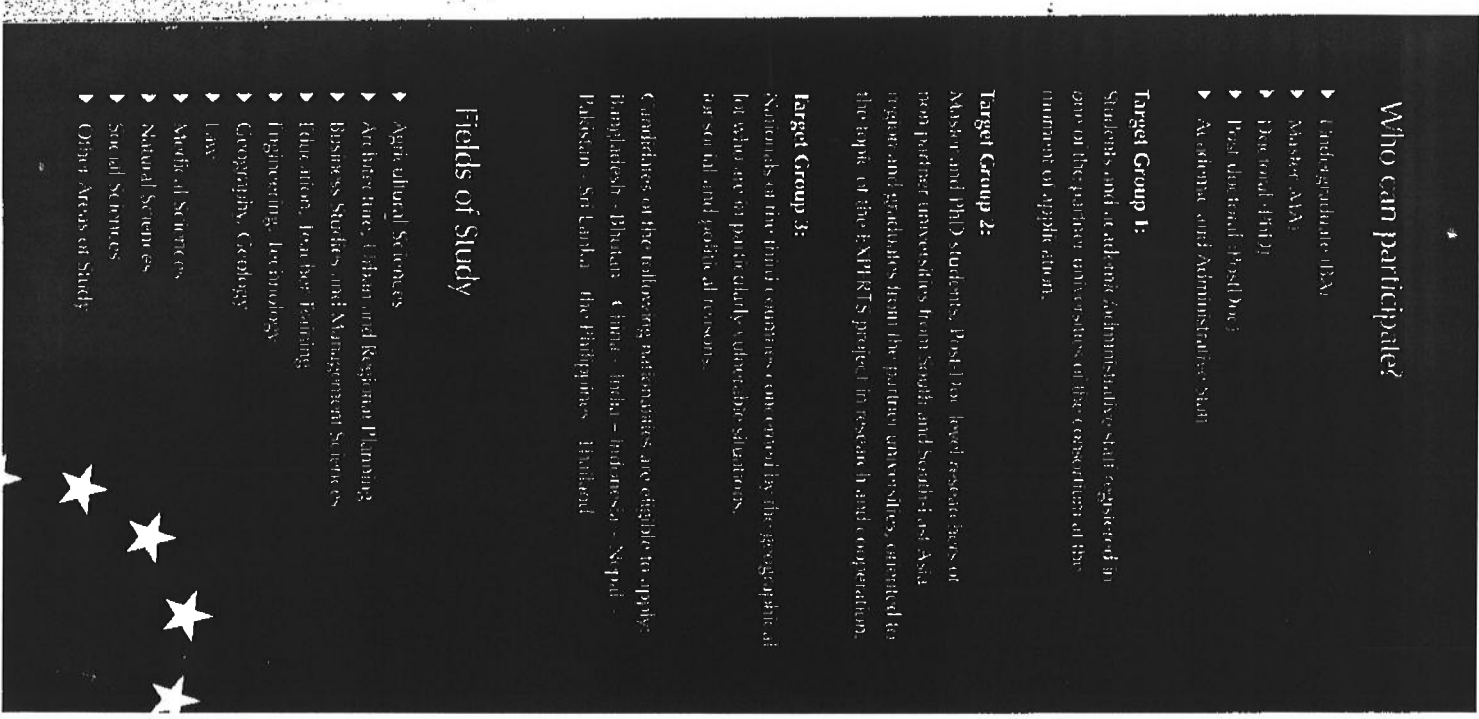 Who can participate?
Undergraduate (BA)
Master (MA)
Doctoral (PhD)
Post-doctoral (PostDoc)
Academic and Administrative Staff
Target Group 1:
Students and academic/administrative staff registered in
one of the partner universities of the consortium at the
moment of application.
Target Group 2:
Master and PhD students, Post-Doc level researchers of
non partner universities from South and South-East Asia
region and graduates from the partner universities, oriented to
the topic of the EXPERTS project in research and cooperation.
Target Group 3:
Nationals of the third countries concerned by the geographical
lot who are in particularly vulnerable situations,
for social and political reasons.
Candidates of the following nationalities are eligible to apply:
Bangladesh - Bhutan - China - India – Indonesia - Nepal -
Pakistan - Sri Lanka - the Philippines - Thailand
Fields of Study
Agricultural Sciences
Architecture, Urban and Regional Planning
Business Studies and Management Sciences
Education, Teacher Training
Engineering, Technology
Geography, Geology
Law
Medical Sciences
Natural Sciences
Social Sciences
Other Areas of Study